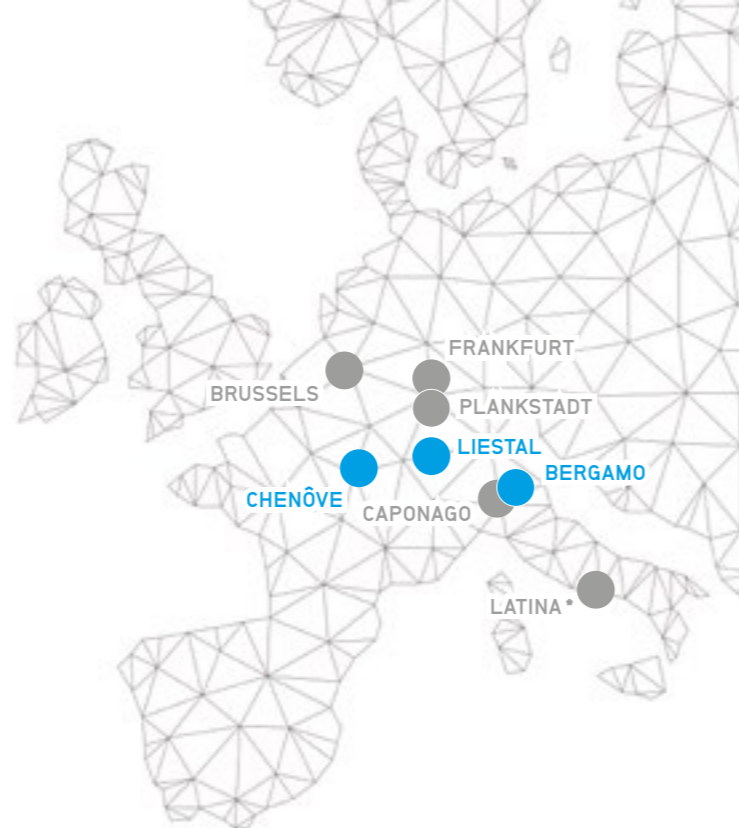 FRANKFURT
BRUSSELS
PLANKSTADT
LIESTAL
BERGAMO
CHENÔVE
CAPONAGO
LATINA*